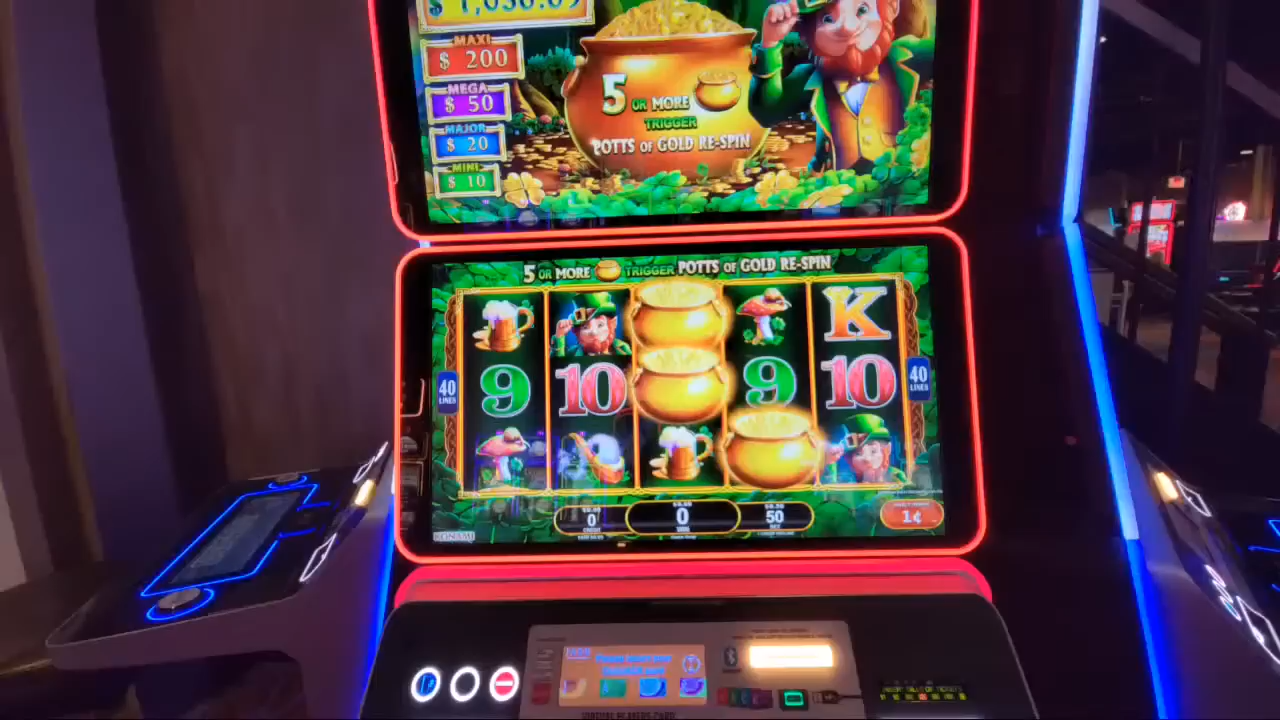 MAXI
$ 200
MEGA
$ 50
MAJOR
$ 20
MINI
$ 10
5 OR MORE
TRIGGER
POTTS OF GOLD RE-SPIN
5 OR MORE TRIGGER POTTS OF GOLD RE-SPIN
K
9
10
9
10
40
LINES
40
LINES
0
0
50
BET
1¢
KONAMI